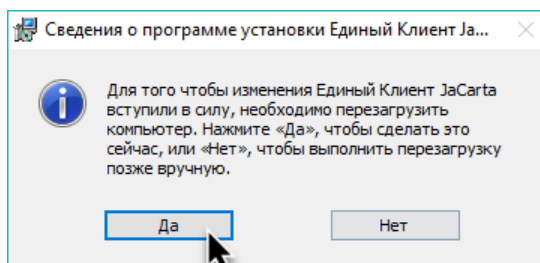 Сведения о программе установки Единый Клиент Ja...
Для того чтобы изменения Единый Клиент JaCarta
вступили в силу, необходимо перезагрузить
компьютер. Нажмите «Да», чтобы сделать это
сейчас, или «Нет», чтобы выполнить перезагрузку
позже вручную.
Да
Нет